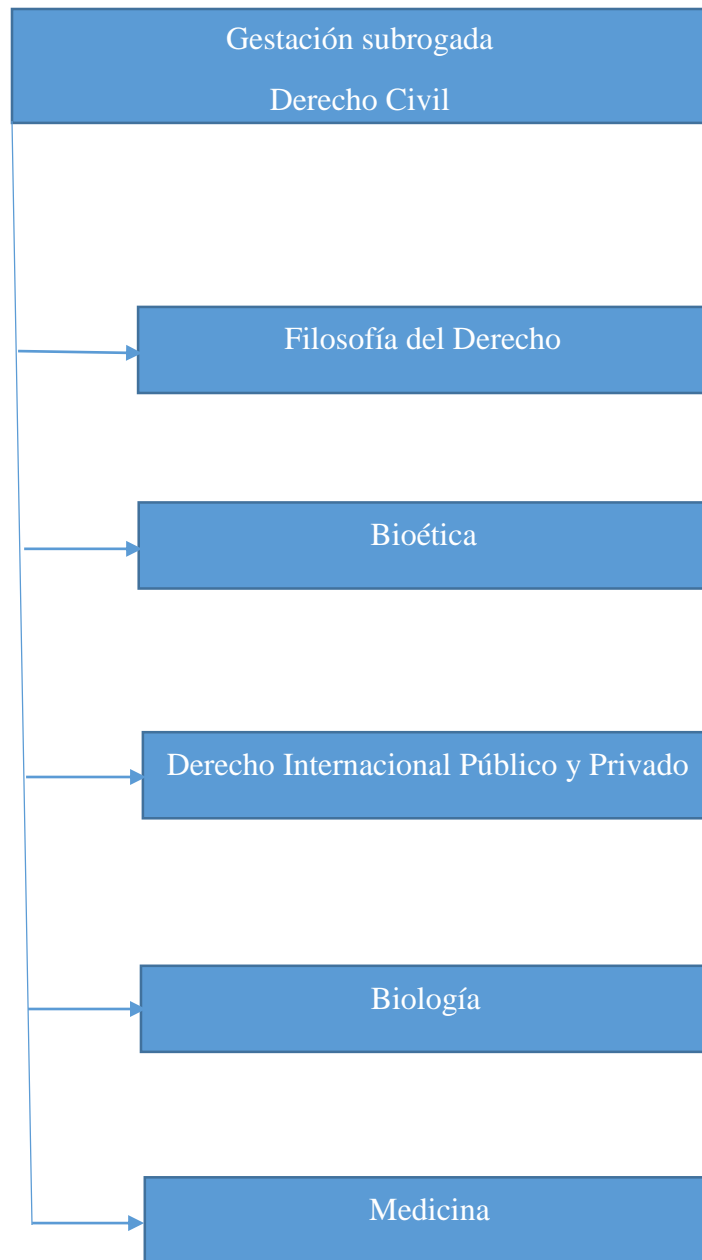 Gestación subrogada
Derecho Civil
Filosofía del Derecho
Bioética
Derecho Internacional Público y Privado
Biología
Medicina